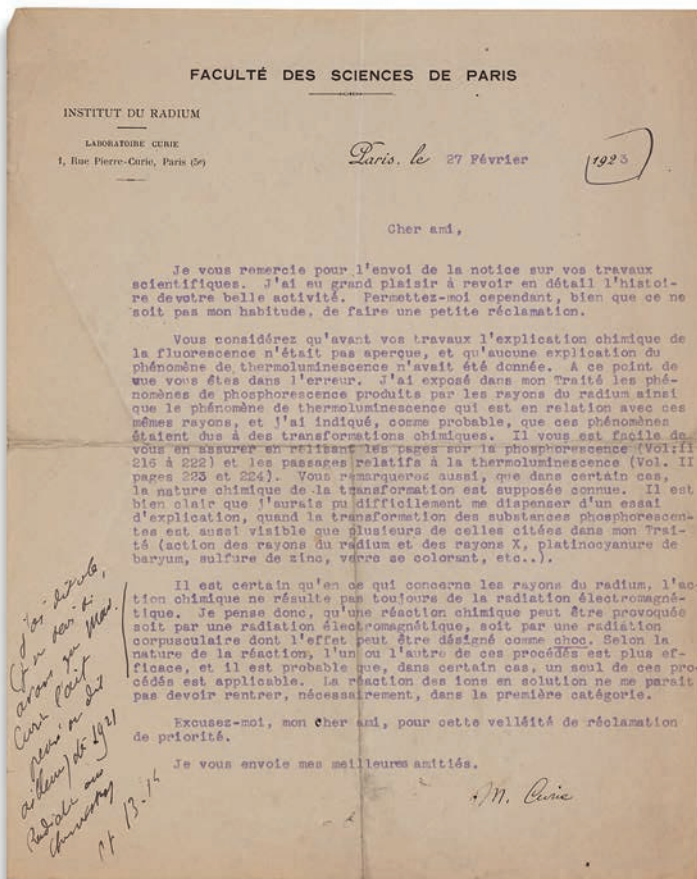 FACULTÉ DES SCIENCES DE PARIS
INSTITUT DU RADIUM
LABORATOIRE CURIE
1, Rue Pierre-Curie, Paris (5e)
Paris, le 27 Février 1923
Cher ami,
Je vous remercie pour l'envoi de la notice sur vos travaux
scientifiques. J'ai eu grand plaisir à revoir en détail l'histoi-
re devotre belle activité. Permettez-moi cependant, bien que ce ne
soit pas mon habitude, de faire une petite réclamation.
Vous considérez qu'avant vos travaux l'explication chimique de
la fluorescence n'était pas aperçue, et qu'aucune explication du
phénomène de thermoluminescence n'avait été donnée. A ce point de
vue vous êtes dans l'erreur. J'ai exposé dans mon Traité les phé-
nomènes de phosphorescence produits par les rayons du radium ainsi
que le phénomène de thermoluminescence qui est en relation avec ces
mêmes rayons, et j'ai indiqué, comme probable, que ces phénomènes
étaient dus à des transformations chimiques. Il vous est facile de
vous en assurer en relisant les pages sur la phosphorescence (Vol.II
216 à 222) et les passages relatifs à la thermoluminescence (Vol. II
pages 223 et 224). Vous remarquerez aussi, que dans certain cas,
la nature chimique de la transformation est supposée connue. Il est
bien clair que j'aurais pu difficilement me dispenser d'un essai
d'explication, quand la transformation des substances phosphorescen-
tes est aussi visible que plusieurs de celles citées dans mon Trai-
té (action des rayons du radium et des rayons X, platinocyanure de
baryum, sulfure de zinc, verre se colorant, etc..).
Il est certain qu'en ce qui concerne les rayons du radium, l'ac-
tion chimique ne résulte pas toujours de la radiation électromagné-
tique. Je pense donc, qu'une réaction chimique peut être provoquée
soit par une radiation électromagnétique, soit par une radiation
corpusculaire dont l'effet peut être désigné comme choc. Selon la
nature de la réaction, l'un ou l'autre de ces procédés est plus ef-
ficace, et il est probable que, dans certain cas, un seul de ces pro
cédés est applicable. La réaction des ions en solution ne me parait
pas devoir rentrer, nécessairement, dans la première catégorie.
Excusez-moi, mon cher ami, pour cette velléité de réclamation
de priorité.
Je vous envoie mes meilleures amitiés.
M. Curie
j'ai
avant que Mad.
Curie l'ait
1921
13-14